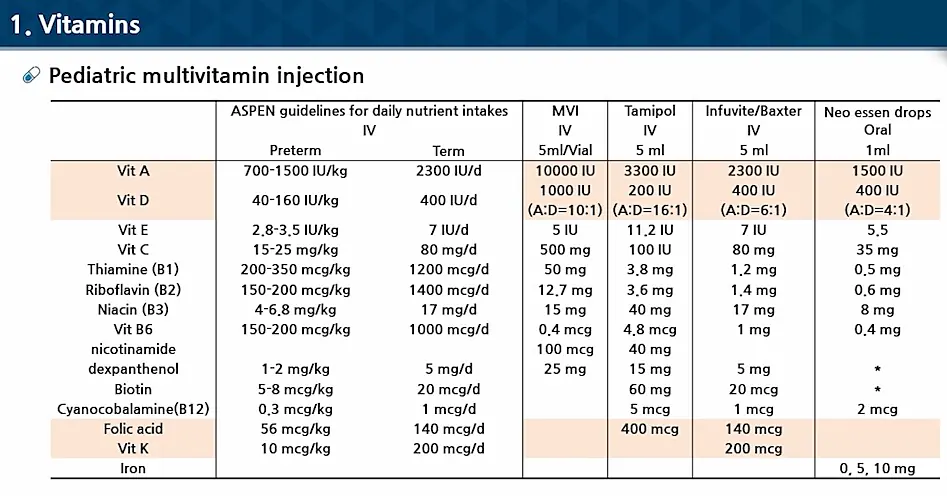 1. Vitamins
Pediatric multivitamin injection
ASPEN guidelines for daily nutrient intakes MVI Tamipol Infuvite/Baxter Neo essen drops
IV IV IV IV Oral
Preterm Term 5ml/Vial 5 ml 5 ml 1ml
Vit A 700-1500 IU/kg 2300 IU/d 10000 IU 3300 IU 2300 IU 1500 IU
Vit D 40-160 IU/kg 400 IU/d 1000 IU 200 IU 400 IU 400 IU
(A:D=10:1) (A:D=16:1) (A:D=6:1) (A:D=4:1)
Vit E 2.8-3.5 IU/kg 7 IU/d 5 IU 11.2 IU 7 IU 5.5
Vit C 15-25 mg/kg 80 mg/d 500 mg 100 IU 80 mg 35 mg
Thiamine (B1) 200-350 mcg/kg 1200 mcg/d 50 mg 3.8 mg 1.2 mg 0.5 mg
Riboflavin (B2) 150-200 mcg/kg 1400 mcg/d 12.7 mg 3.6 mg 1.4 mg 0.6 mg
Niacin (B3) 4-6.8 mg/kg 17 mg/d 15 mg 40 mg 17 mg 8 mg
Vit B6 150-200 mcg/kg 1000 mcg/d 0.4 mcg 4.8 mcg 1 mg 0.4 mg
nicotinamide 100 mcg 40 mg
dexpanthenol 1-2 mg/kg 5 mg/d 25 mg 15 mg 5 mg *
Biotin 5-8 mcg/kg 20 mcg/d 60 mg 20 mcg *
Cyanocobalamine(B12) 0.3 mcg/kg 1 mcg/d 5 mcg 1 mcg 2 mcg
Folic acid 56 mcg/kg 140 mcg/d 400 mcg 140 mcg
Vit K 10 mcg/kg 200 mcg/d 200 mcg
Iron 0, 5, 10 mg